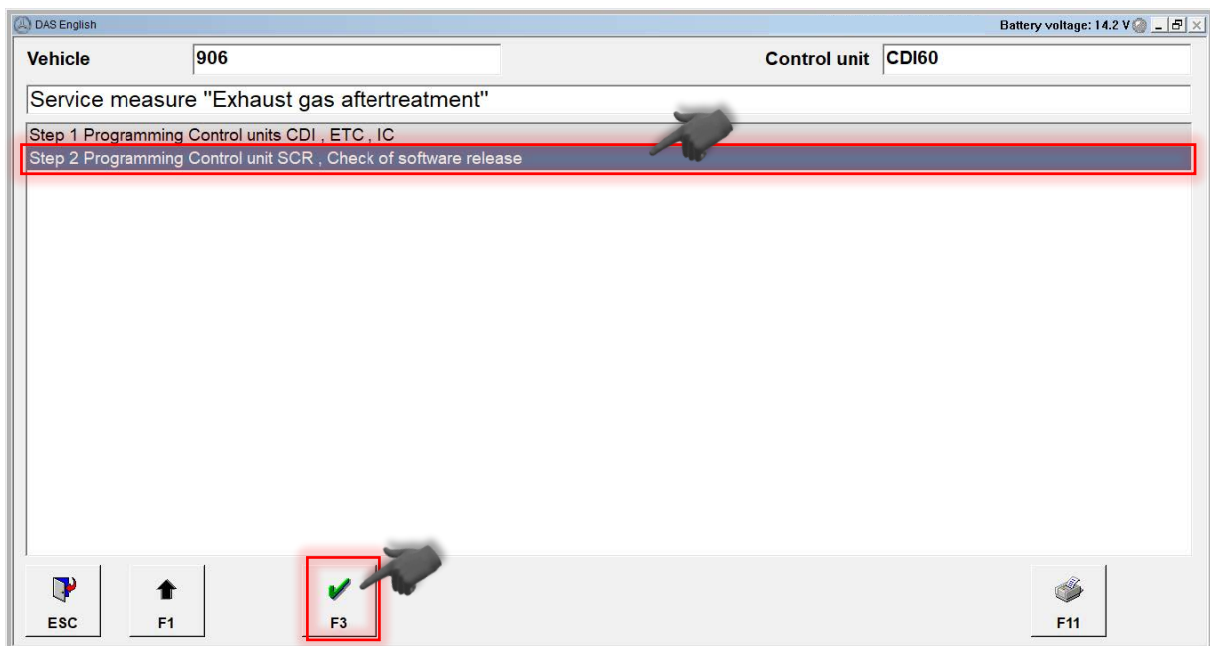 DAS English Battery voltage: 14.2 V
Vehicle 906 Control unit CDI60
Service measure "Exhaust gas aftertreatment"
Step 1 Programming Control units CDI , ETC , IC
Step 2 Programming Control unit SCR , Check of software release
ESC F1 F3 F11